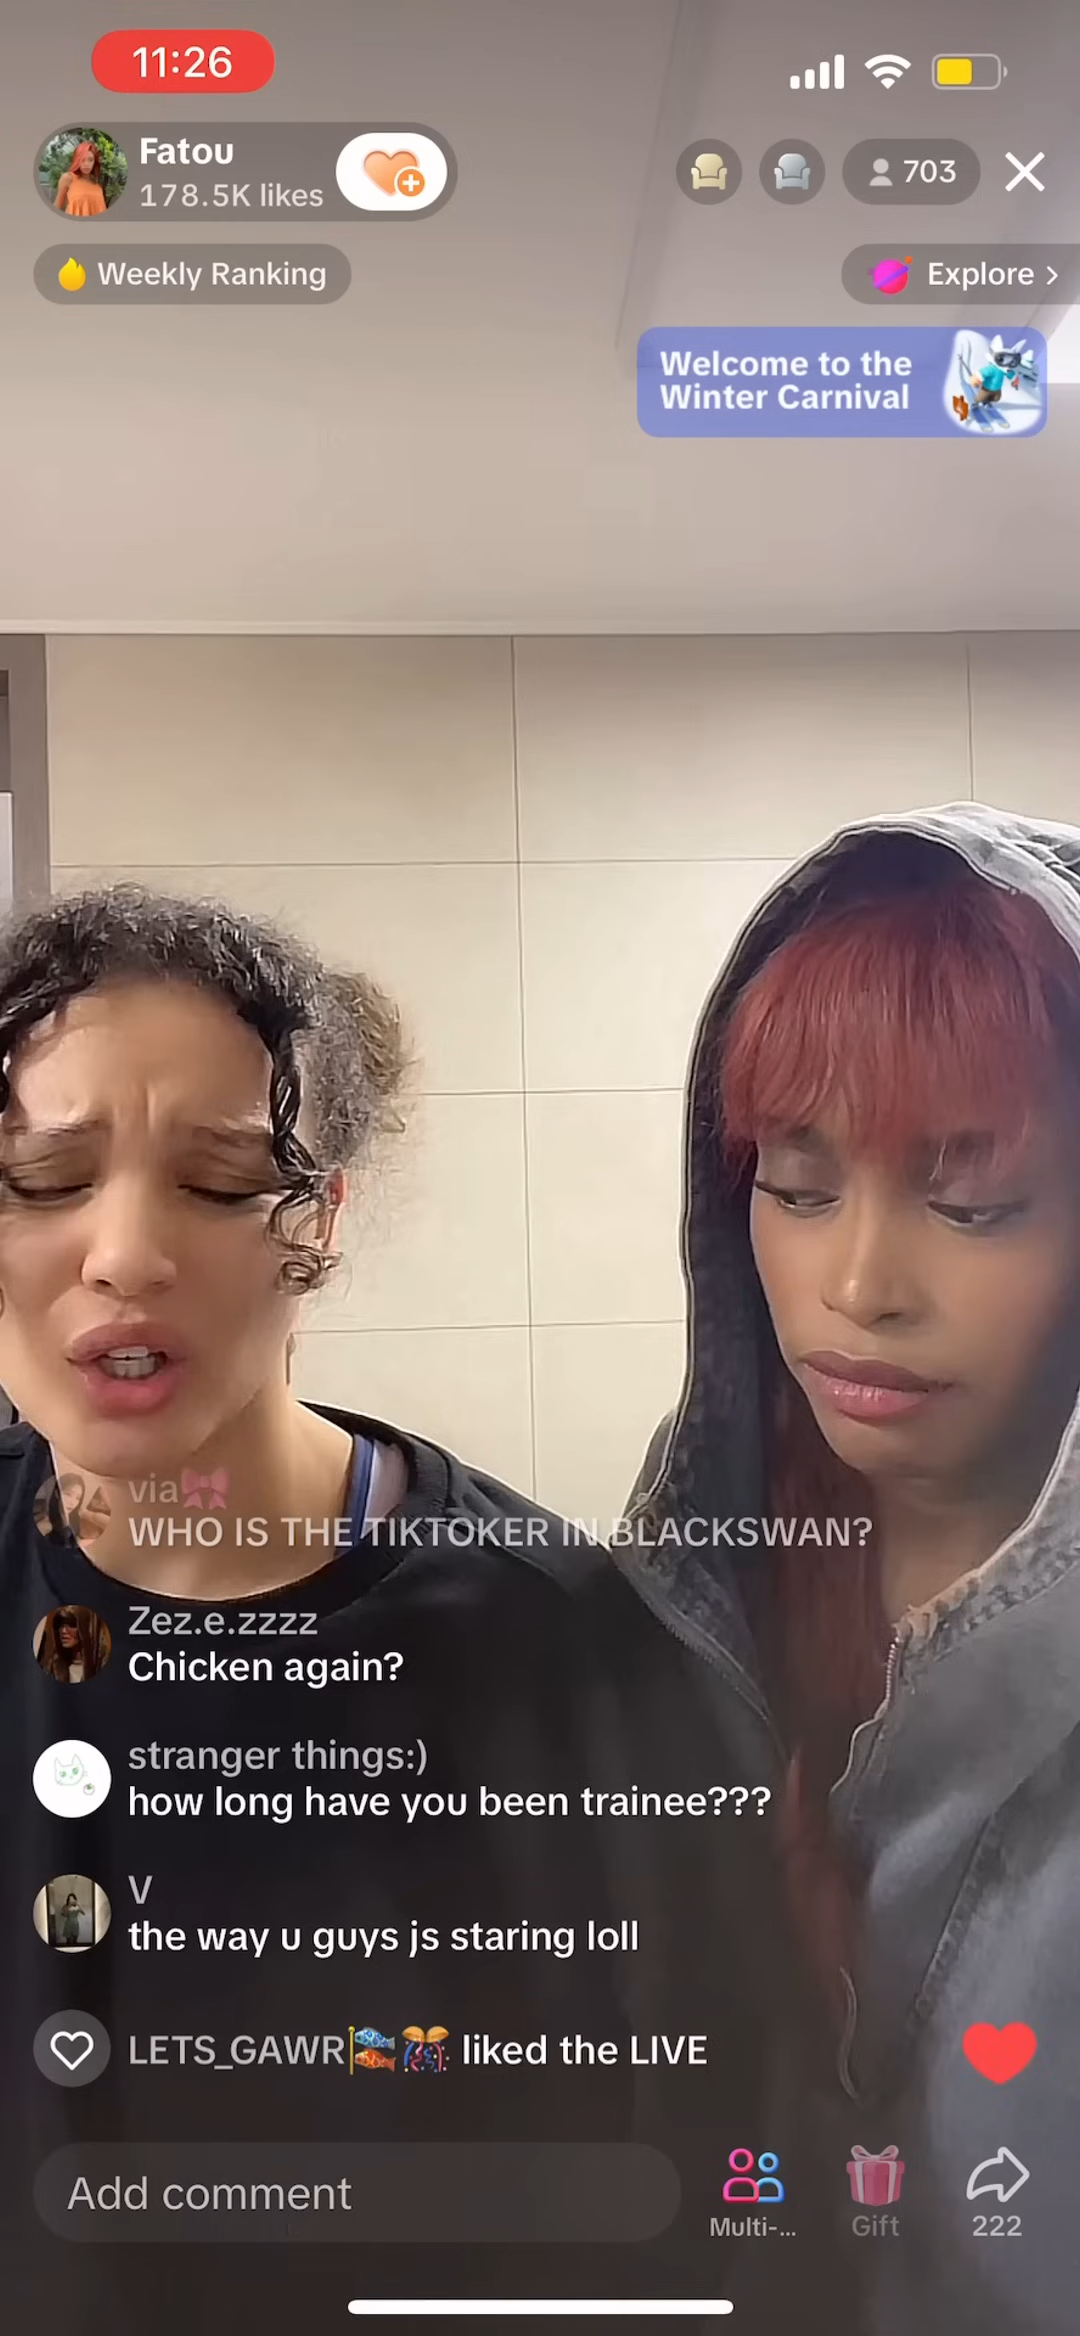 11:26
Fatou
178.5K likes
703
Weekly Ranking
Explore >
Welcome to the
Winter Carnival
via🎀
WHO IS THE TIKTOKER IN BLACKSWAN?
Zez.e.zzzz
Chicken again?
stranger things:)
how long have you been trainee???
V
the way u guys js staring loll
LETS_GAWR🎏🎊 liked the LIVE
Add comment
Multi-...
Gift
222